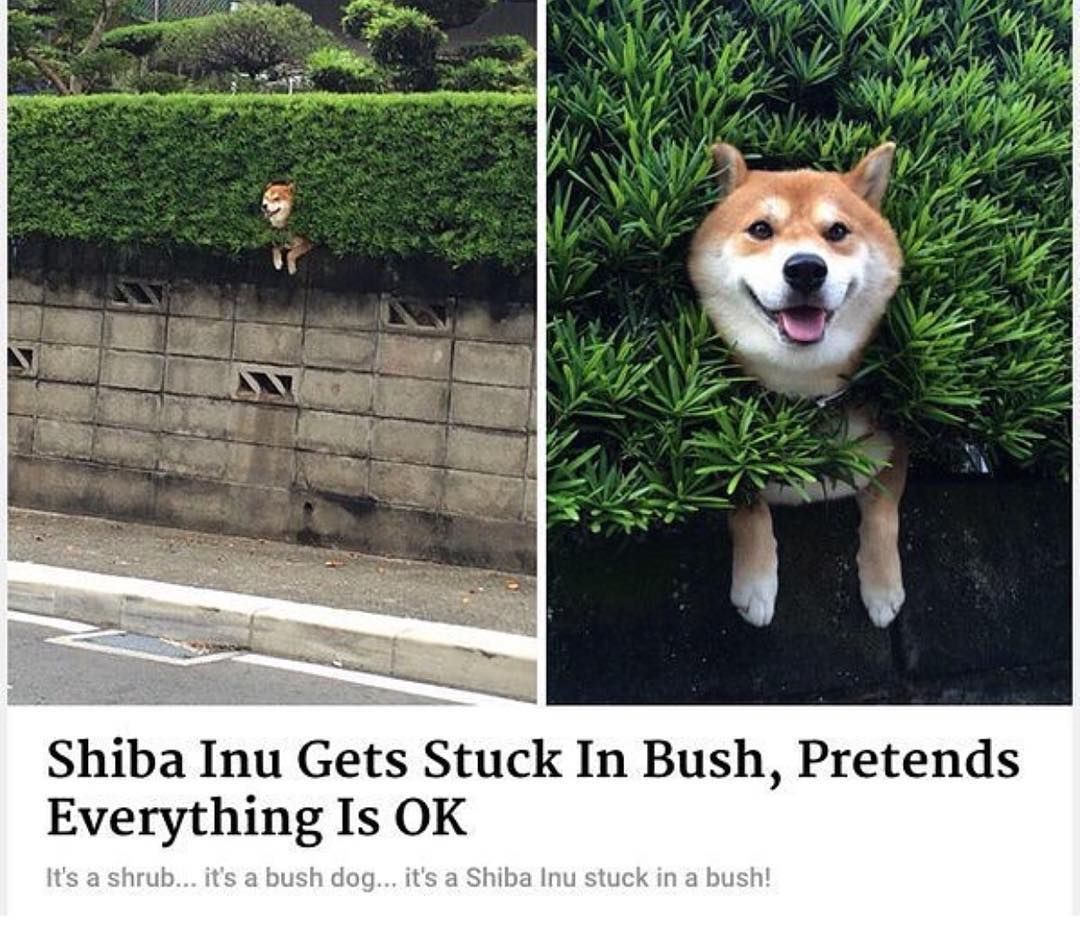 Shiba Inu Gets Stuck In Bush, Pretends
Everything Is OK
It's a shrub... it's a bush dog... it's a Shiba Inu stuck in a bush!